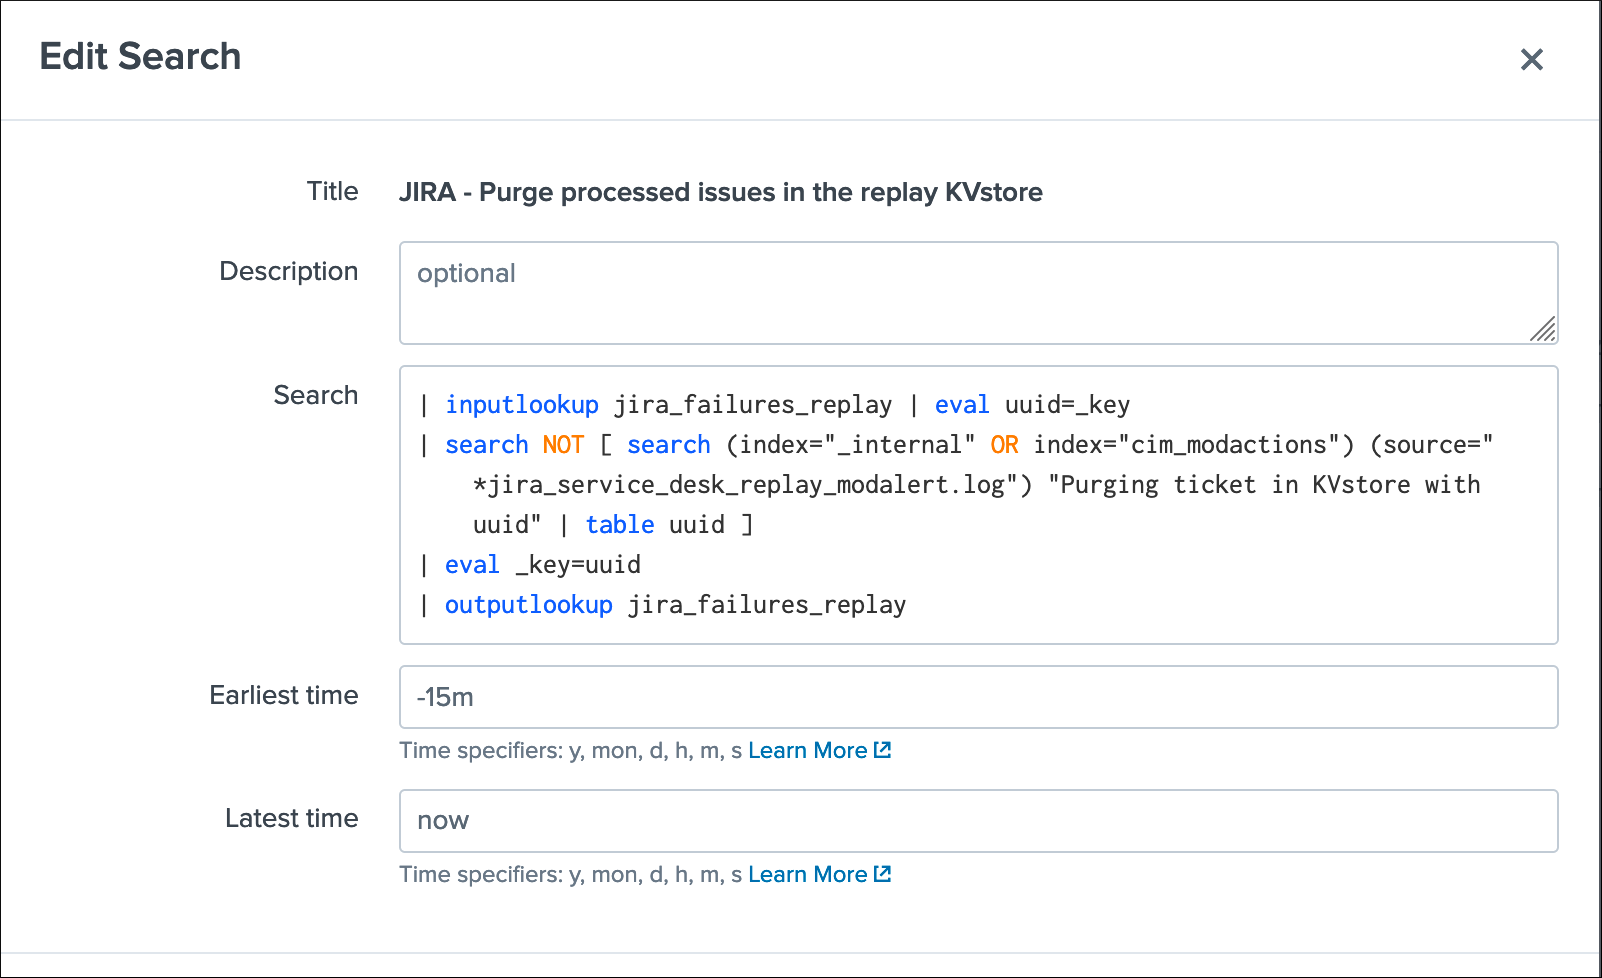 Edit Search
Title JIRA - Purge processed issues in the replay KVstore
Description optional
Search
| inputlookup jira_failures_replay | eval uuid=_key
| search NOT [ search (index="_internal" OR index="cim_modactions") (source="
*jira_service_desk_replay_modalert.log") "Purging ticket in KVstore with
uuid" | table uuid ]
| eval _key=uuid
| outputlookup jira_failures_replay
Earliest time -15m
Time specifiers: y, mon, d, h, m, s Learn More
Latest time now
Time specifiers: y, mon, d, h, m, s Learn More